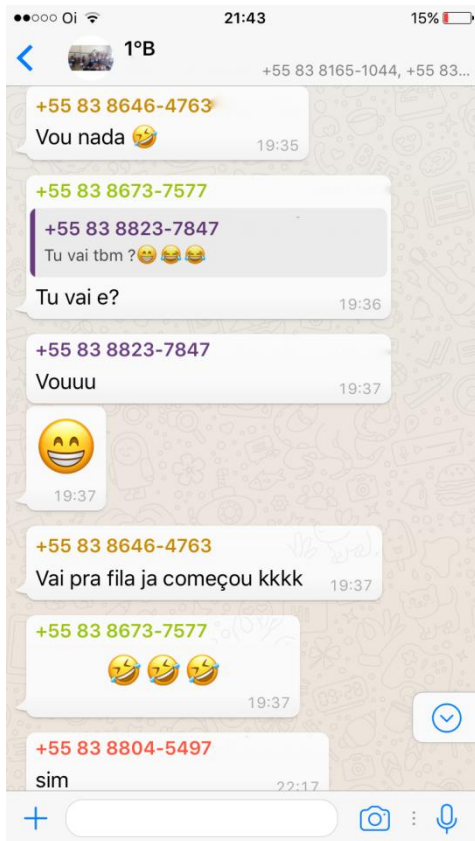 Oi 21:43 15%
1°B
+55 83 8165-1044, +55 83...
+55 83 8646-4763
Vou nada 🤣
19:35
+55 83 8673-7577
+55 83 8823-7847
Tu vai tbm ?😁😂😂
Tu vai e?
19:36
+55 83 8823-7847
Vouuu
19:37
😁
19:37
+55 83 8646-4763
Vai pra fila ja começou kkkk
19:37
+55 83 8673-7577
🤣🤣🤣
19:37
+55 83 8804-5497
sim
22:17